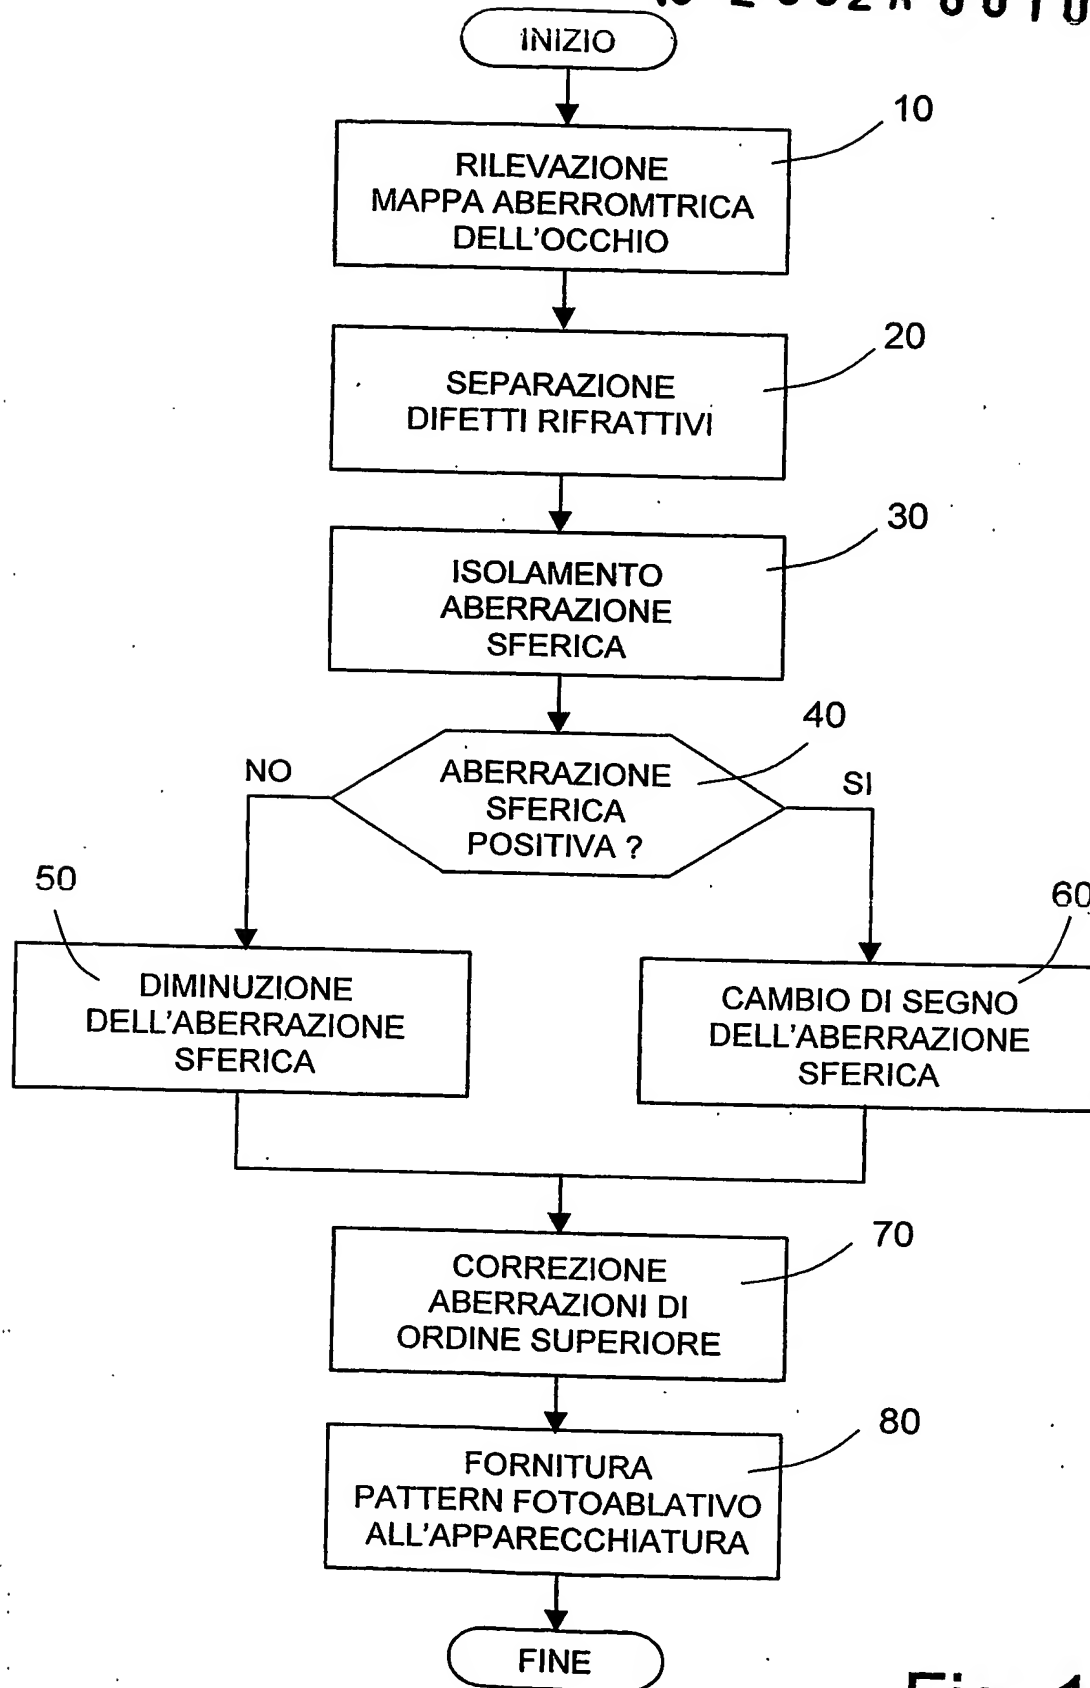 INIZIO
10
RILEVAZIONE
MAPPA ABERROMTRICA
DELL'OCCHIO
20
SEPARAZIONE
DIFETTI RIFRATTIVI
30
ISOLAMENTO
ABERRAZIONE
SFERICA
40
NO
ABERRAZIONE
SFERICA
POSITIVA ?
SI
50
60
DIMINUZIONE
DELL'ABERRAZIONE
SFERICA
CAMBIO DI SEGNO
DELL'ABERRAZIONE
SFERICA
70
CORREZIONE
ABERRAZIONI DI
ORDINE SUPERIORE
80
FORNITURA
PATTERN FOTOABLATIVO
ALL'APPARECCHIATURA
FINE
Fig. 1